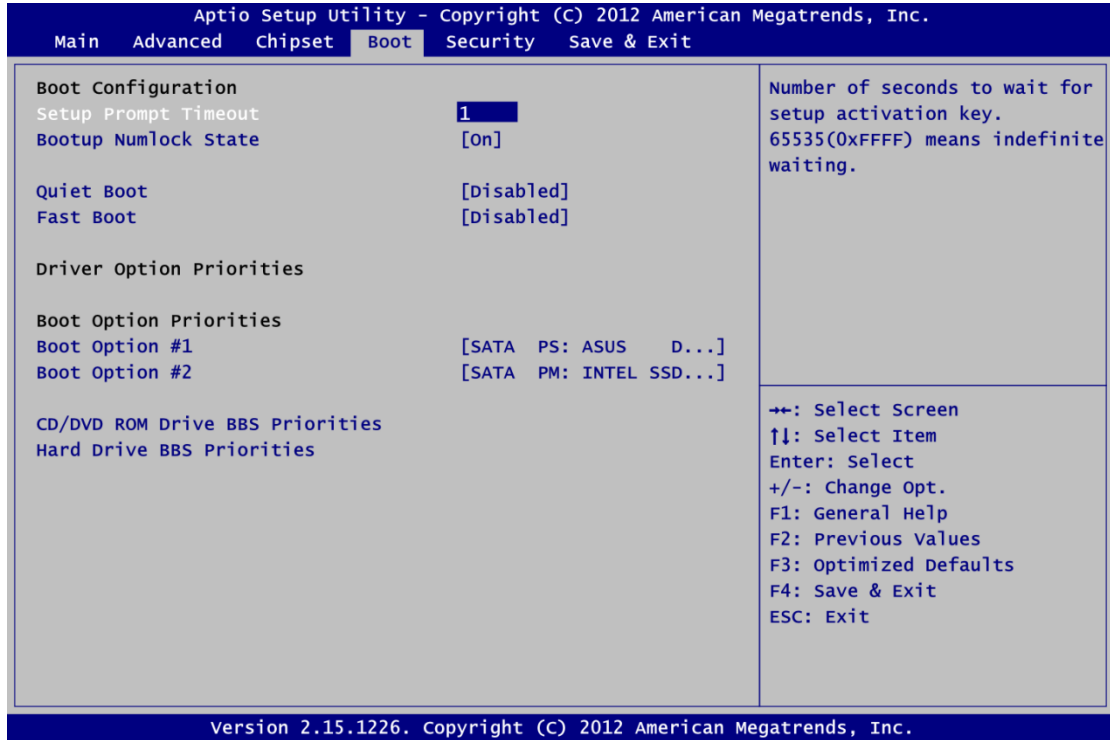 Aptio Setup Utility - Copyright (C) 2012 American Megatrends, Inc.
Main Advanced Chipset Boot Security Save & Exit
Boot Configuration
Setup Prompt Timeout 1
Bootup Numlock State [On]
Quiet Boot [Disabled]
Fast Boot [Disabled]
Driver Option Priorities
Boot Option Priorities
Boot Option #1 [SATA PS: ASUS D...]
Boot Option #2 [SATA PM: INTEL SSD...]
CD/DVD ROM Drive BBS Priorities
Hard Drive BBS Priorities
Number of seconds to wait for
setup activation key.
65535(0xFFFF) means indefinite
waiting.
→←: Select Screen
↑↓: Select Item
Enter: Select
+/-: Change Opt.
F1: General Help
F2: Previous Values
F3: Optimized Defaults
F4: Save & Exit
ESC: Exit
Version 2.15.1226. Copyright (C) 2012 American Megatrends, Inc.